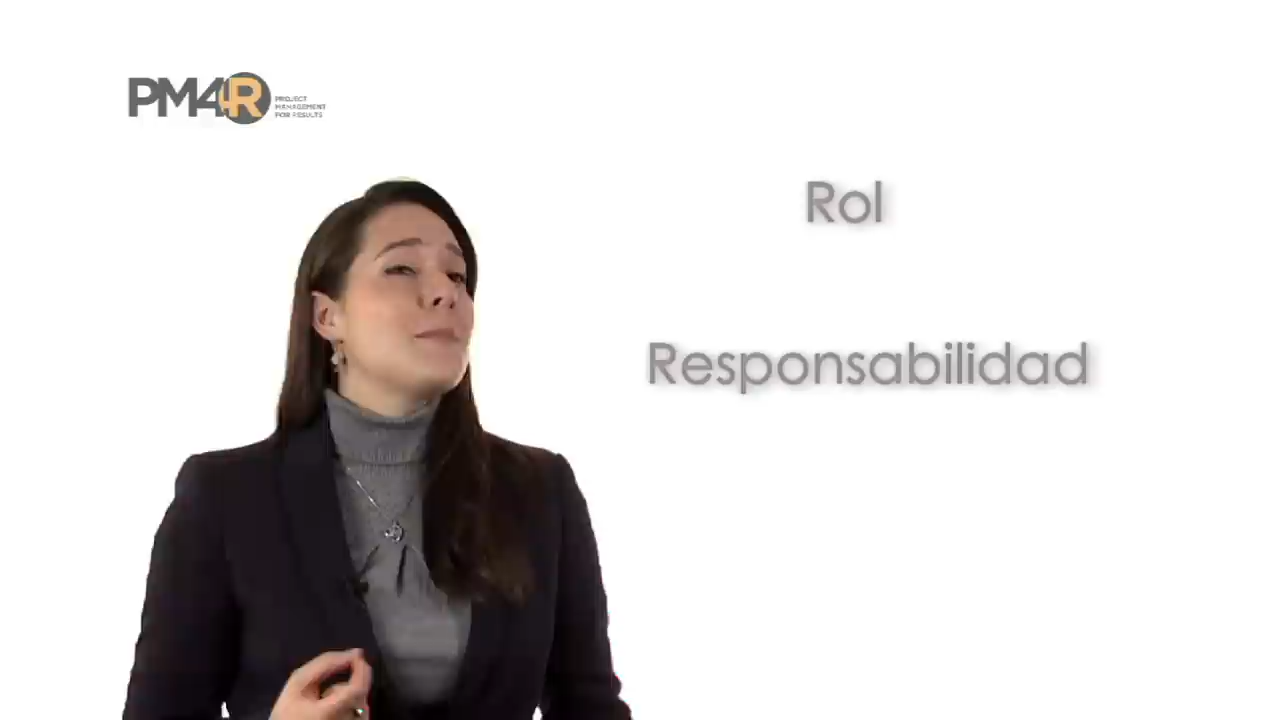 PM4R
PROJECT
MANAGEMENT
FOR RESULTS
Rol
Responsabilidad